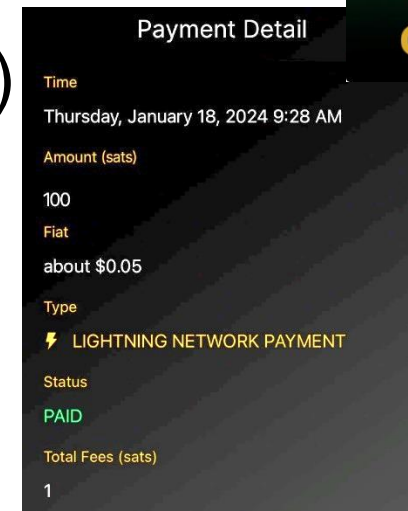 Payment Detail
Time
Thursday, January 18, 2024 9:28 AM
Amount (sats)
100
Fiat
about $0.05
Type
LIGHTNING NETWORK PAYMENT
Status
PAID
Total Fees (sats)
1